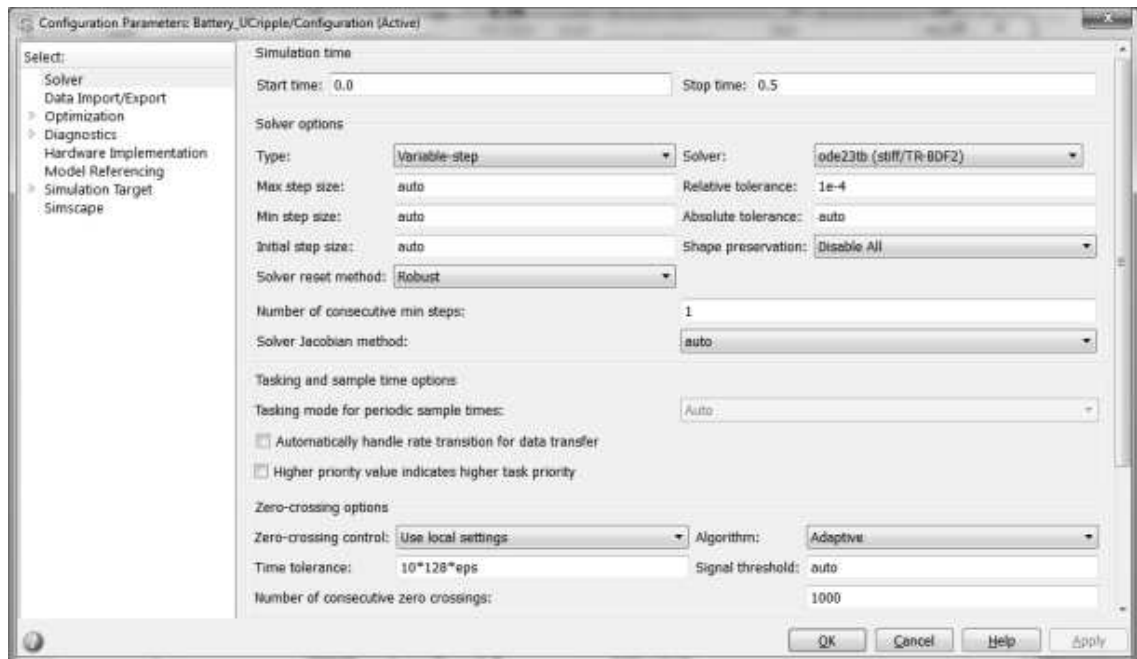 Configuration Parameters: Battery_UCripple/Configuration (Active)
Select:
Solver
Data Import/Export
Optimization
Diagnostics
Hardware Implementation
Model Referencing
Simulation Target
Simscape
Simulation time
Start time: 0.0 Stop time: 0.5
Solver options
Type: Variable-step Solver: ode23tb (stiff/TR-BDF2)
Max step size: auto Relative tolerance: 1e-4
Min step size: auto Absolute tolerance: auto
Initial step size: auto Shape preservation: Disable All
Solver reset method: Robust
Number of consecutive min steps: 1
Solver Jacobian method: auto
Tasking and sample time options
Tasking mode for periodic sample times: Auto
Automatically handle rate transition for data transfer
Higher priority value indicates higher task priority
Zero-crossing options
Zero-crossing control: Use local settings Algorithm: Adaptive
Time tolerance: 10*128*eps Signal threshold: auto
Number of consecutive zero crossings: 1000
OK Cancel Help Apply